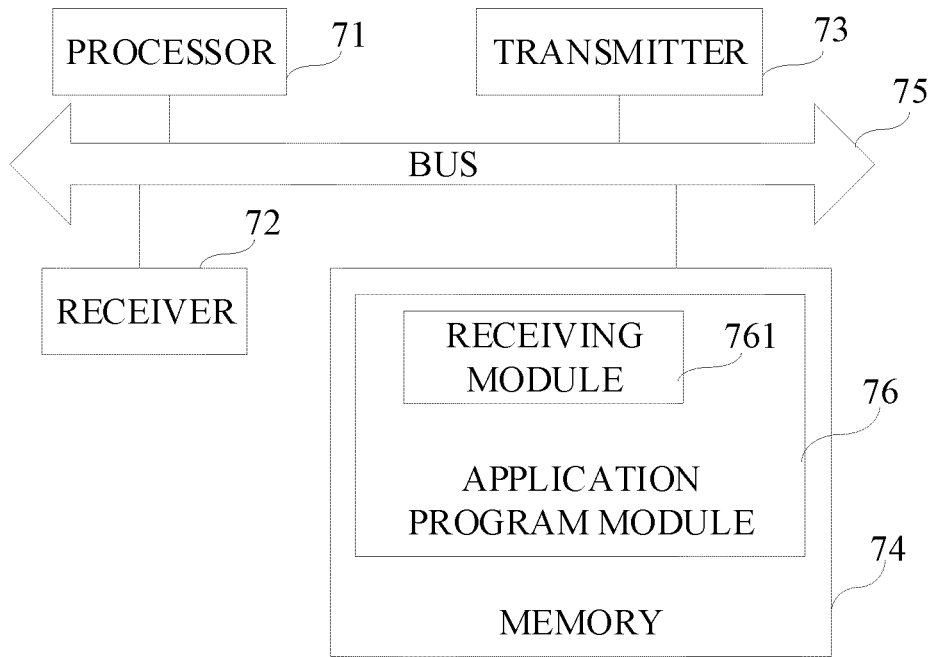 PROCESSOR
71
TRANSMITTER
73
75
BUS
72
RECEIVER
RECEIVING
MODULE
761
76
APPLICATION
PROGRAM MODULE
74
MEMORY